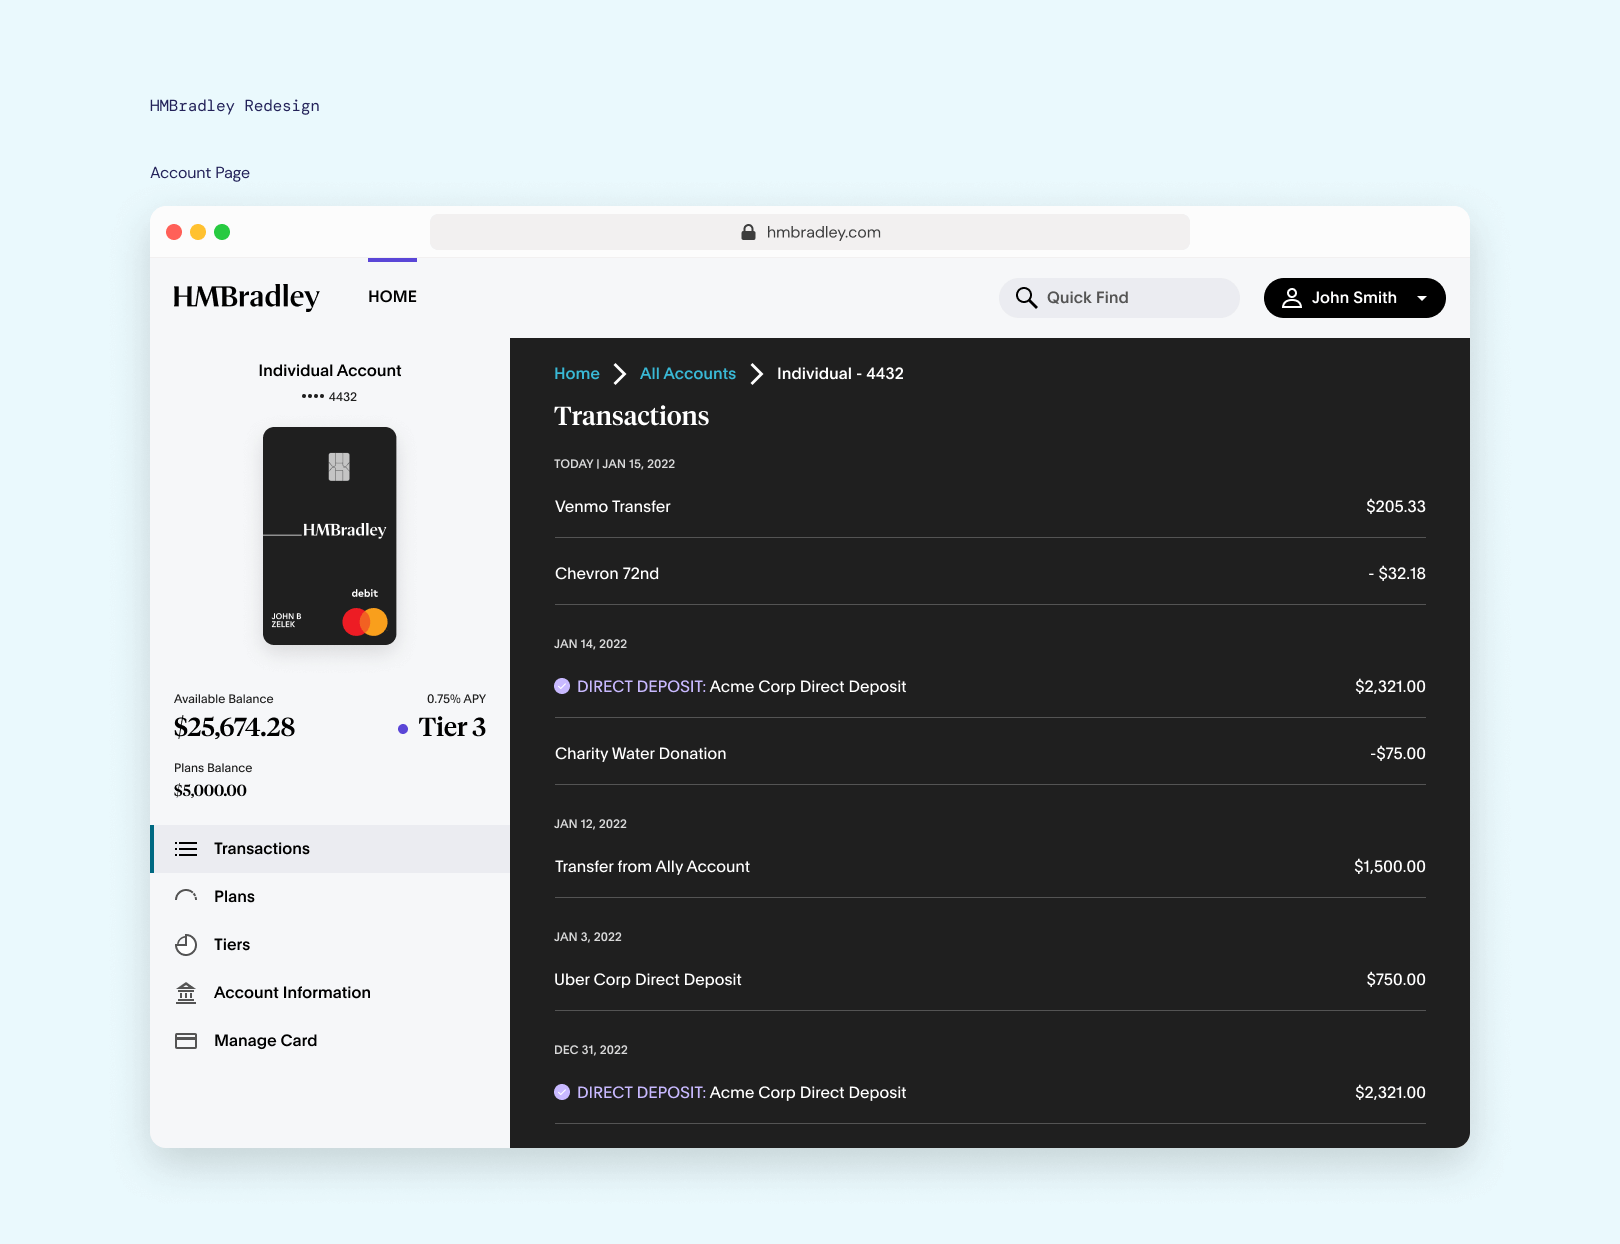 HMBradley Redesign
Account Page
hmbradley.com
HMBradley
HOME
Quick Find
John Smith
Individual Account
•••• 4432
HMBradley
debit
JOHN B
ZELEK
Available Balance
0.75% APY
$25,674.28
Tier 3
Plans Balance
$5,000.00
Transactions
Plans
Tiers
Account Information
Manage Card
Home All Accounts Individual - 4432
Transactions
TODAY | JAN 15, 2022
Venmo Transfer $205.33
Chevron 72nd - $32.18
JAN 14, 2022
DIRECT DEPOSIT: Acme Corp Direct Deposit $2,321.00
Charity Water Donation -$75.00
JAN 12, 2022
Transfer from Ally Account $1,500.00
JAN 3, 2022
Uber Corp Direct Deposit $750.00
DEC 31, 2022
DIRECT DEPOSIT: Acme Corp Direct Deposit $2,321.00